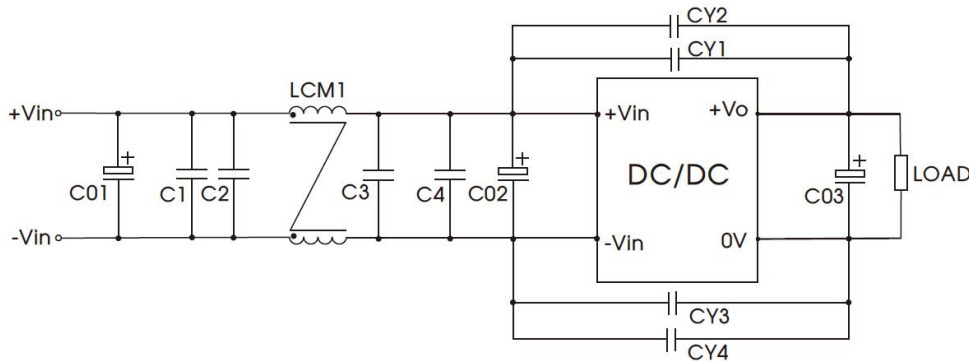 CY2
CY1
LCM1
+Vin
+Vin
+Vo
+
+
+
DC/DC
C01
C1
C2
C3
C4
C02
C03
LOAD
-Vin
-Vin
0V
CY3
CY4